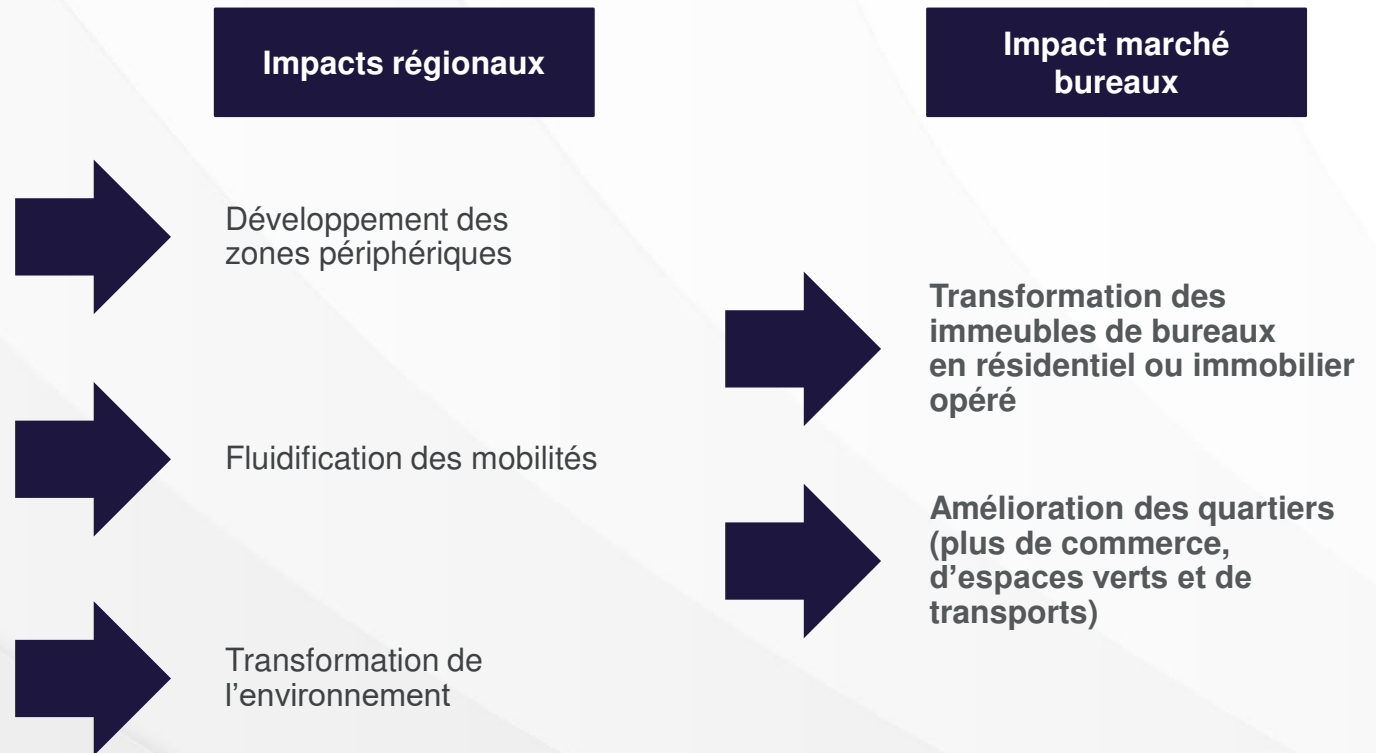 Impacts régionaux
Développement des
zones périphériques
Fluidification des mobilités
Transformation de
l’environnement
Impact marché
bureaux
Transformation des
immeubles de bureaux
en résidentiel ou immobilier
opéré
Amélioration des quartiers
(plus de commerce,
d’espaces verts et de
transports)